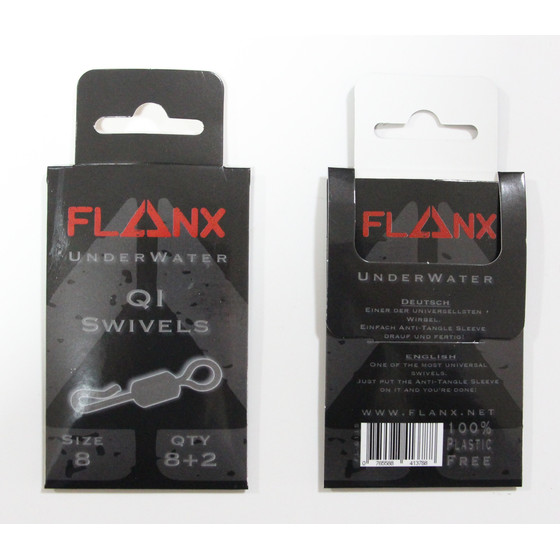 FLANX
UNDERWATER
QI
SWIVELS
SIZE
8
QTY
8+2
FLANX
UNDERWATER
DEUTSCH
EINER DER UNIVERSELLSTEN !
WIRBEL.
EINFACH ANTI-TANGLE SLEEVE
DRAUF UND FERTIG!
ENGLISH
ONE OF THE MOST UNIVERSAL
SWIVELS.
JUST PUT THE ANTI-TANGLE SLEEVE
ON IT AND YOU'RE DONE!
WWW.FLANX.NET
100%
PLASTIC
FREE